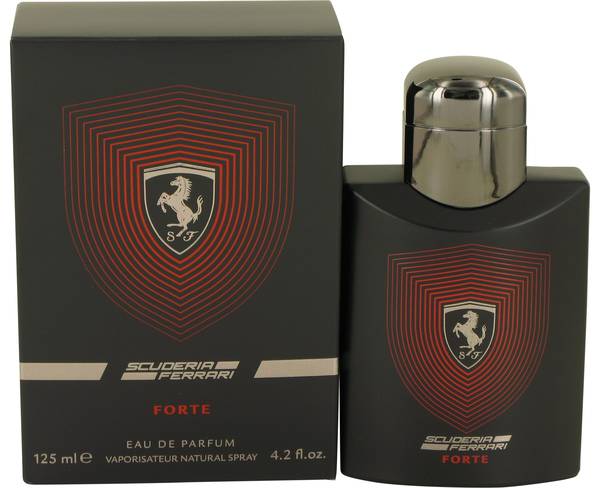 S F
SCUDERIA
FERRARI
FORTE
EAU DE PARFUM
125 ml e VAPORISATEUR NATURAL SPRAY 4.2 fl.oz.
S F
SCUDERIA
FERRARI
FORTE